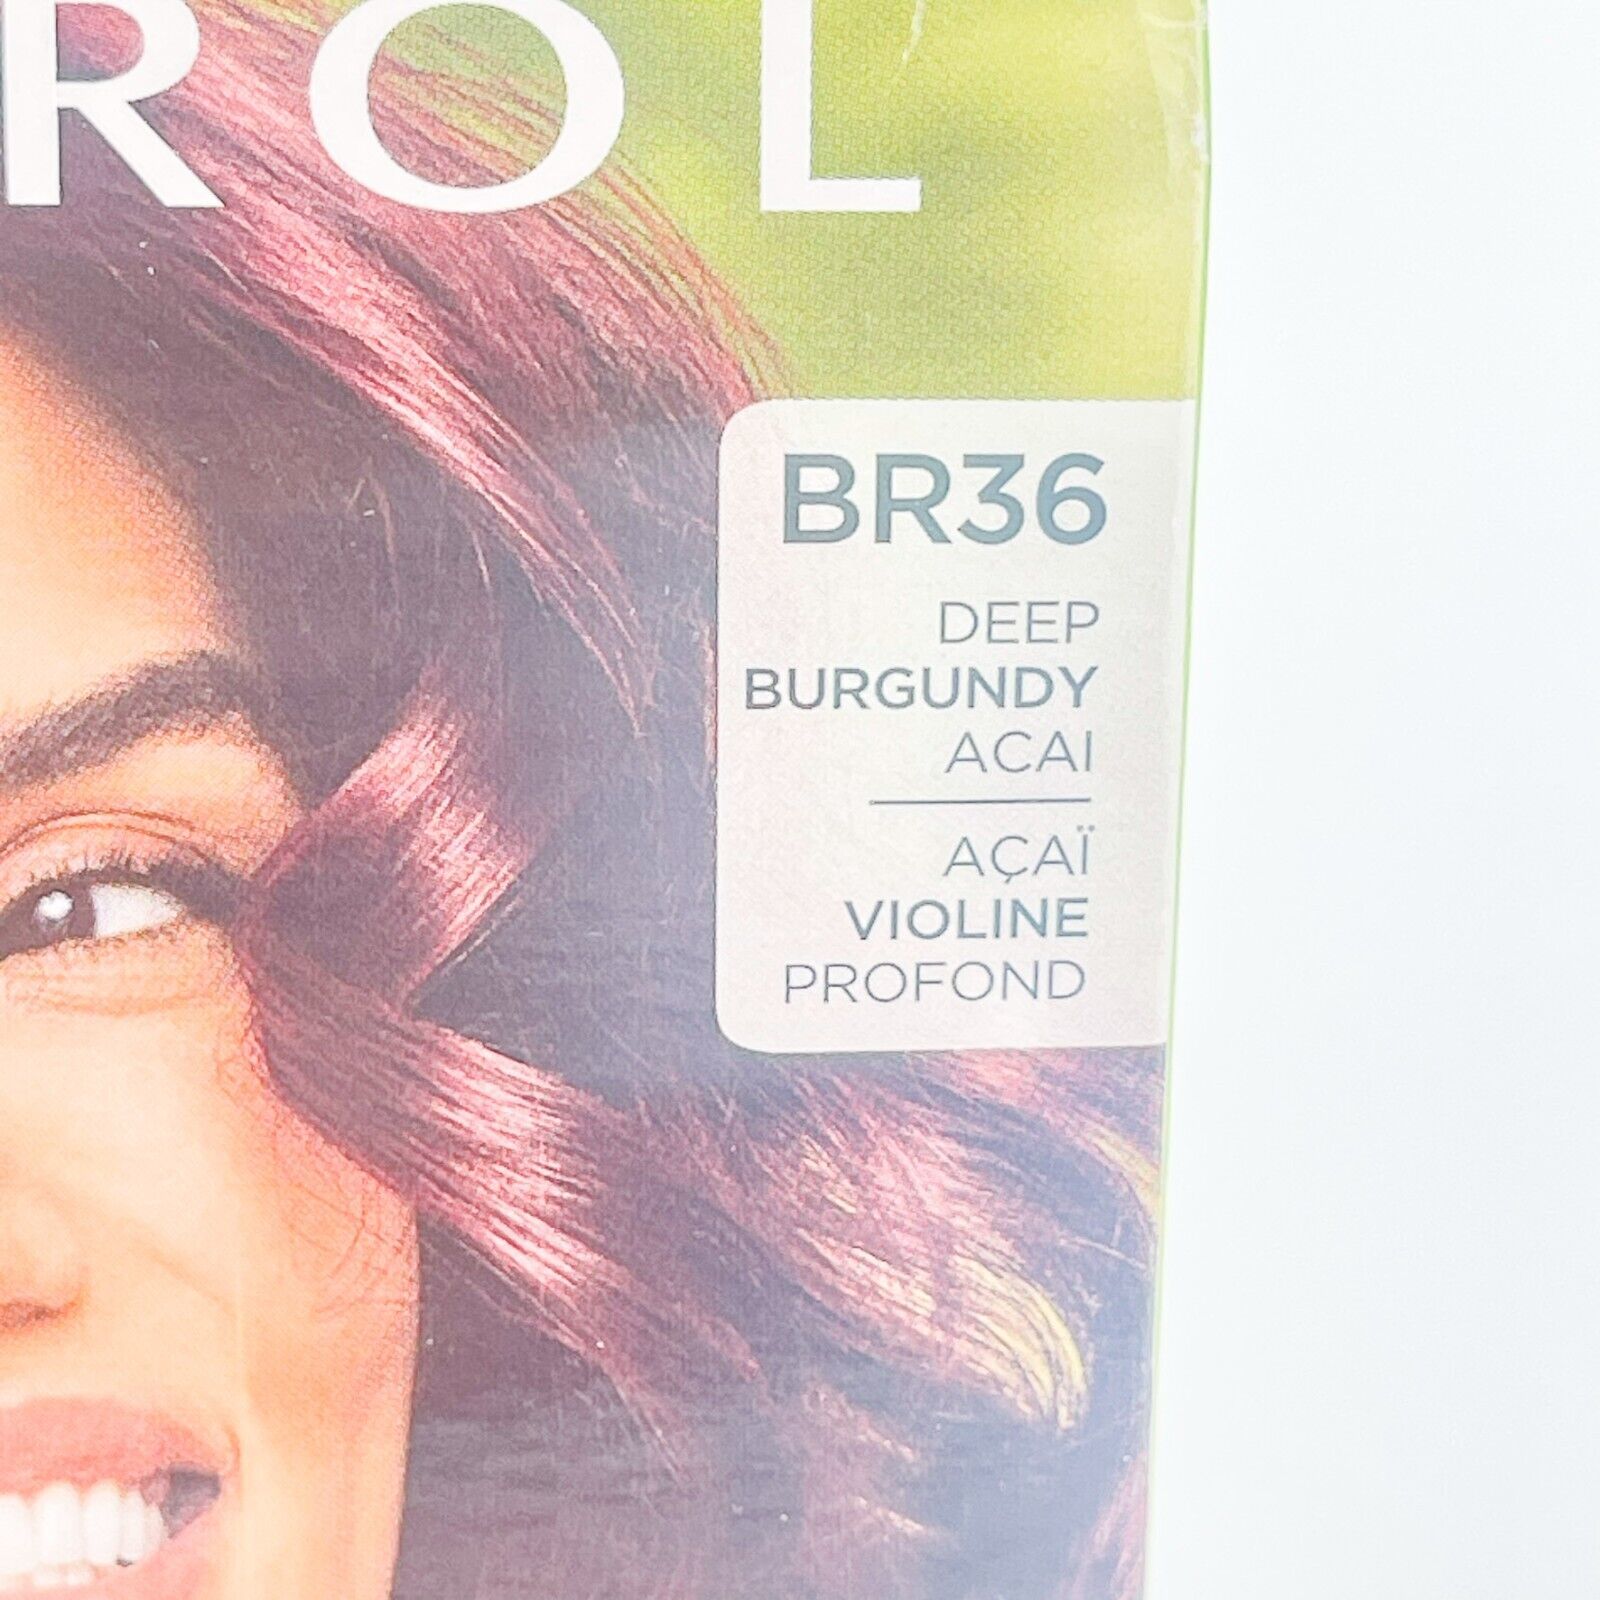 ROL
BR36
DEEP
BURGUNDY
ACAI
AÇAÏ
VIOLINE
PROFOND